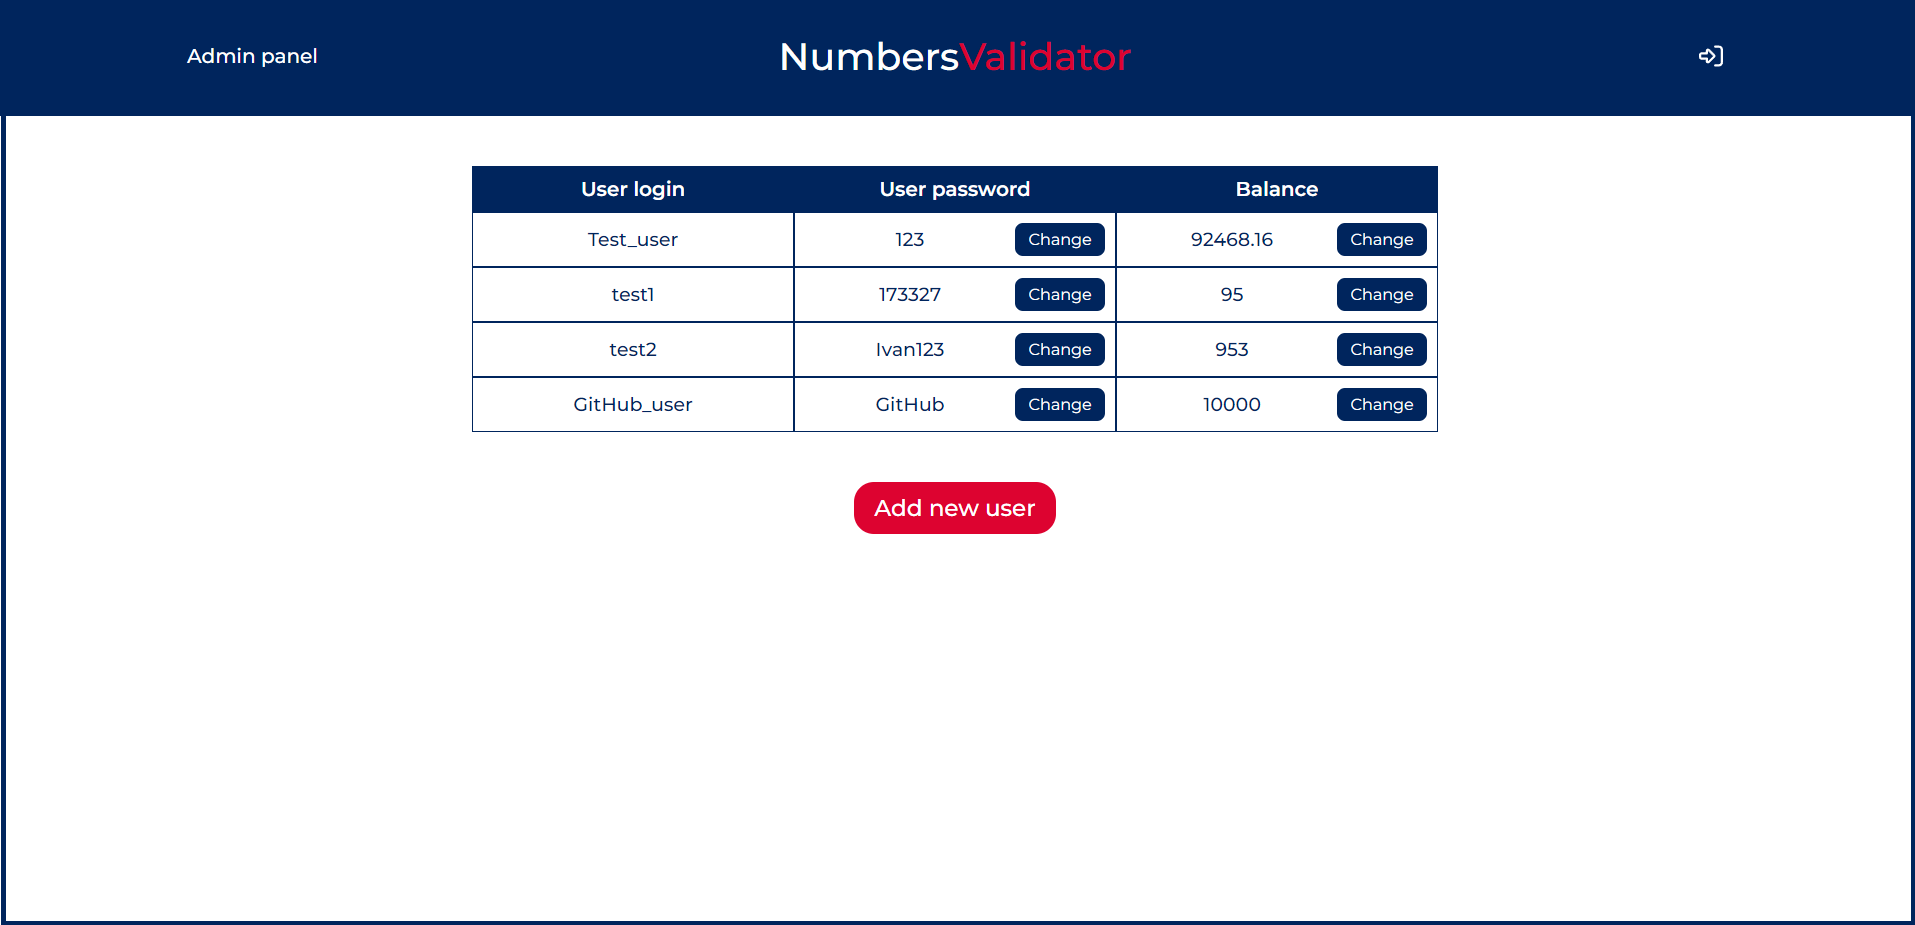 Admin panel
NumbersValidator
User login User password Balance
Test_user 123 Change 92468.16 Change
test1 173327 Change 95 Change
test2 Ivan123 Change 953 Change
GitHub_user GitHub Change 10000 Change
Add new user